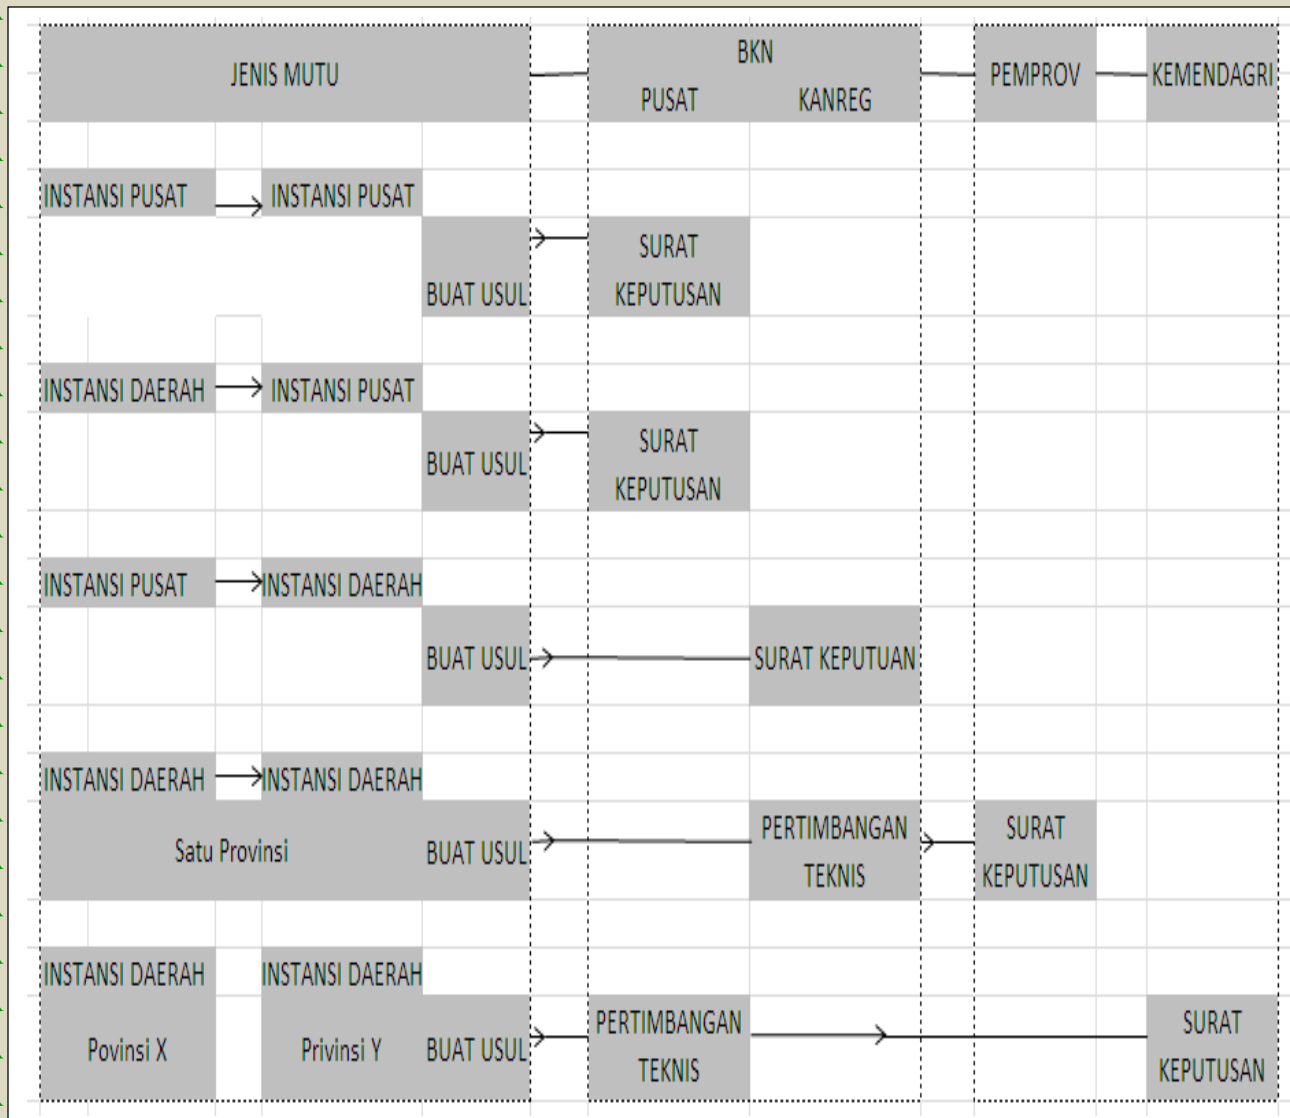 JENIS MUTU
BKN
PUSAT KANREG
PEMPROV
KEMENDAGRI
INSTANSI PUSAT INSTANSI PUSAT
BUAT USUL
SURAT
KEPUTUSAN
INSTANSI DAERAH INSTANSI PUSAT
BUAT USUL
SURAT
KEPUTUSAN
INSTANSI PUSAT INSTANSI DAERAH
BUAT USUL
SURAT KEPUTUAN
INSTANSI DAERAH INSTANSI DAERAH
Satu Provinsi
BUAT USUL
PERTIMBANGAN
TEKNIS
SURAT
KEPUTUSAN
INSTANSI DAERAH INSTANSI DAERAH
Povinsi X
Privinsi Y
BUAT USUL
PERTIMBANGAN
TEKNIS
SURAT
KEPUTUSAN